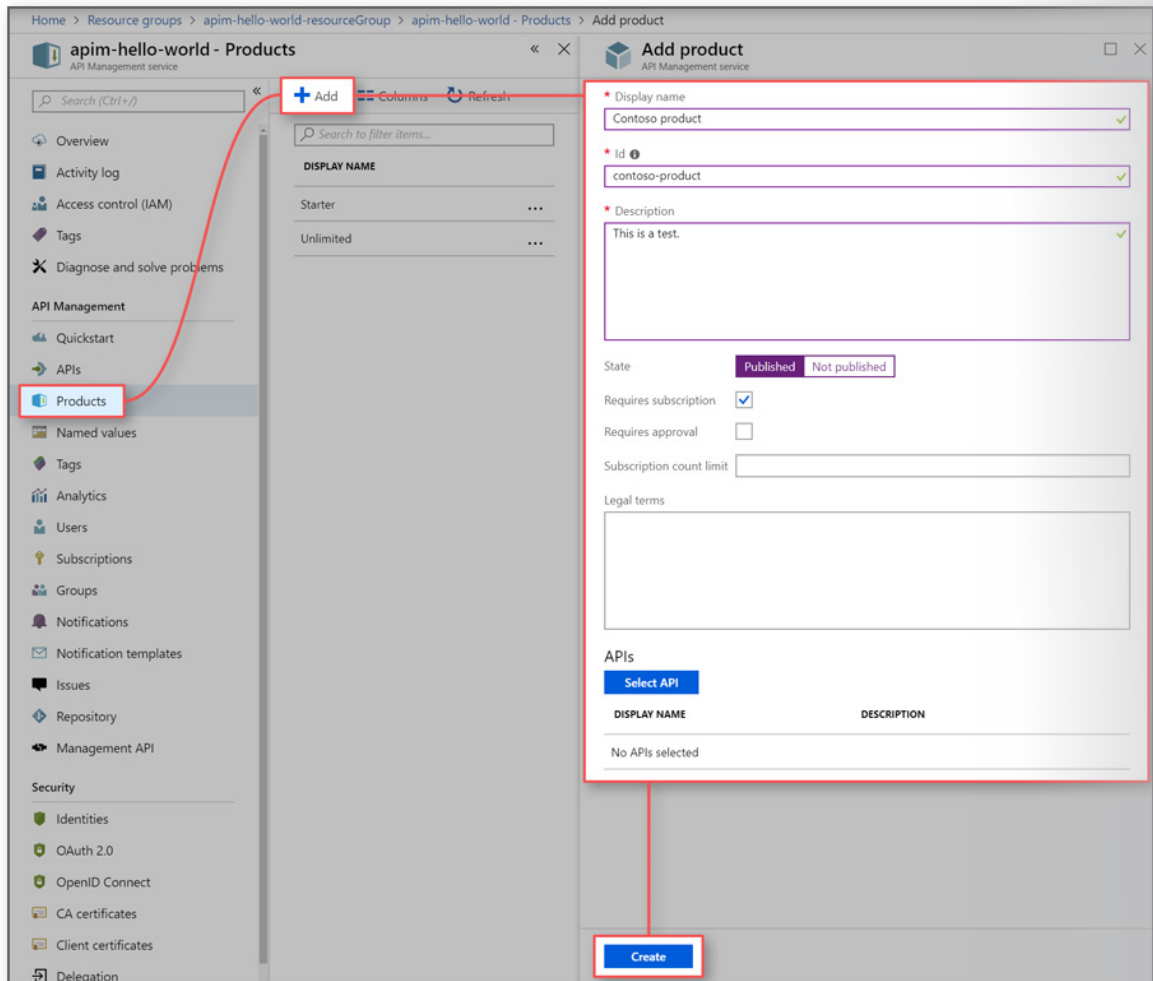 Home > Resource groups > apim-hello-world-resourceGroup > apim-hello-world - Products > Add product
apim-hello-world - Products
API Management service
Search (Ctrl+/)
Overview
Activity log
Access control (IAM)
Tags
Diagnose and solve problems
API Management
Quickstart
APIs
Products
Named values
Tags
Analytics
Users
Subscriptions
Groups
Notifications
Notification templates
Issues
Repository
Management API
Security
Identities
OAuth 2.0
OpenID Connect
CA certificates
Client certificates
Delegation
Add Columns Refresh
Search to filter items...
DISPLAY NAME
Starter ...
Unlimited ...
Add product
API Management service
* Display name
Contoso product
* Id
contoso-product
* Description
This is a test.
State Published Not published
Requires subscription
Requires approval
Subscription count limit
Legal terms
APIs
Select API
DISPLAY NAME DESCRIPTION
No APIs selected
Create